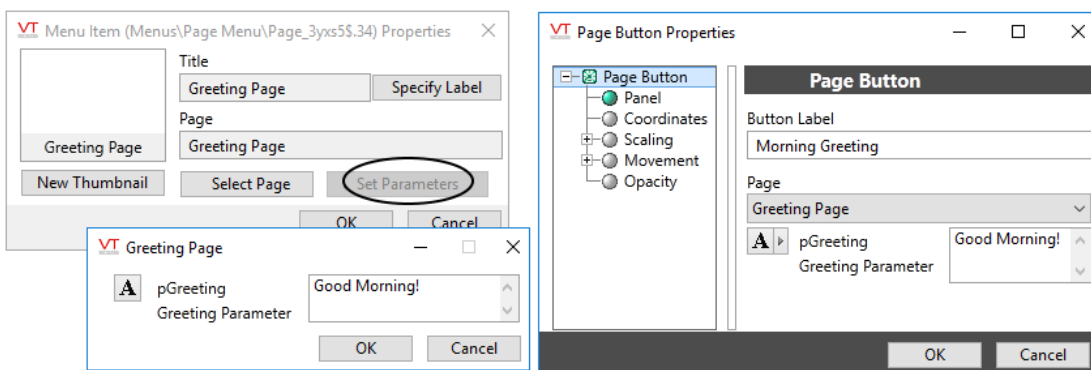 VT Menu Item (Menus\Page Menu\Page_3yxs5$.34) Properties
Title
Greeting Page
Specify Label
Page
Greeting Page
Greeting Page
New Thumbnail
Select Page
Set Parameters
OK
Cancel
VT Greeting Page
A
pGreeting
Good Morning!
Greeting Parameter
OK
Cancel
VT Page Button Properties
Page Button
Panel
Coordinates
Scaling
Movement
Opacity
Page Button
Button Label
Morning Greeting
Page
Greeting Page
A
pGreeting
Good Morning!
Greeting Parameter
OK
Cancel